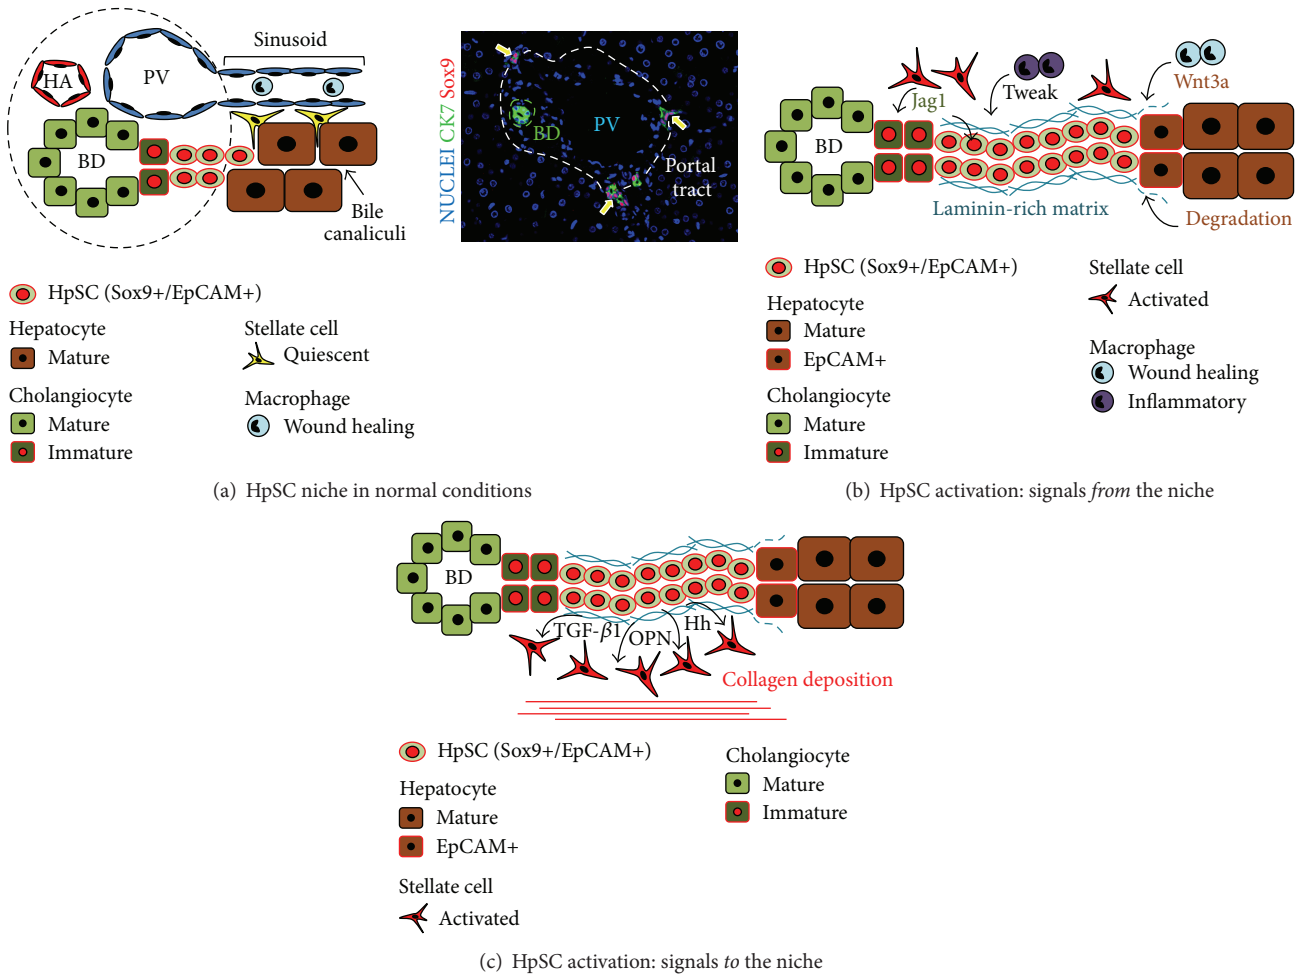 HA
PV
Sinusoid
BD
Bile
canaliculi
NUCLEI CK7 Sox9
BD
PV
Portal
tract
HpSC (Sox9+/EpCAM+)
Hepatocyte
Mature
Cholangiocyte
Mature
Immature
Stellate cell
Quiescent
Macrophage
Wound healing
(a) HpSC niche in normal conditions
BD
Jag1
Tweak
Wnt3a
Laminin-rich matrix
Degradation
HpSC (Sox9+/EpCAM+)
Hepatocyte
Mature
EpCAM+
Cholangiocyte
Mature
Immature
Stellate cell
Activated
Macrophage
Wound healing
Inflammatory
(b) HpSC activation: signals from the niche
BD
TGF-β1
OPN
Hh
Collagen deposition
HpSC (Sox9+/EpCAM+)
Hepatocyte
Mature
EpCAM+
Stellate cell
Activated
Cholangiocyte
Mature
Immature
(c) HpSC activation: signals to the niche